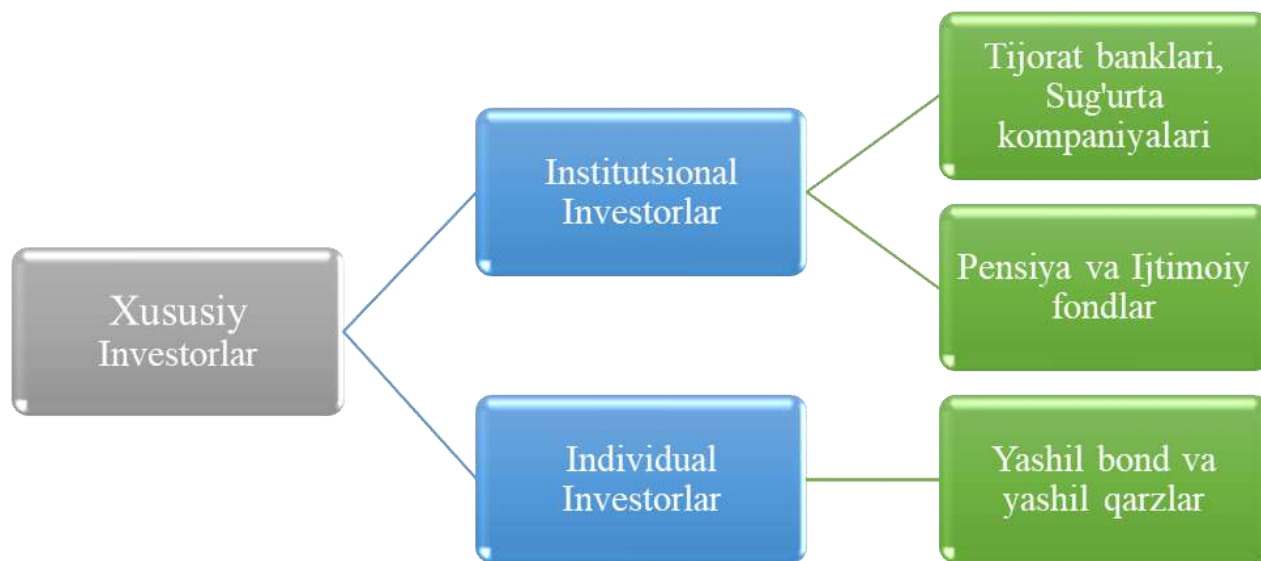 Xususiy
Investorlar
Institutsional
Investorlar
Individual
Investorlar
Tijorat banklari,
Sug'urta
kompaniyalari
Pensiya va Ijtimoiy
fondlar
Yashil bond va
yashil qarzlar